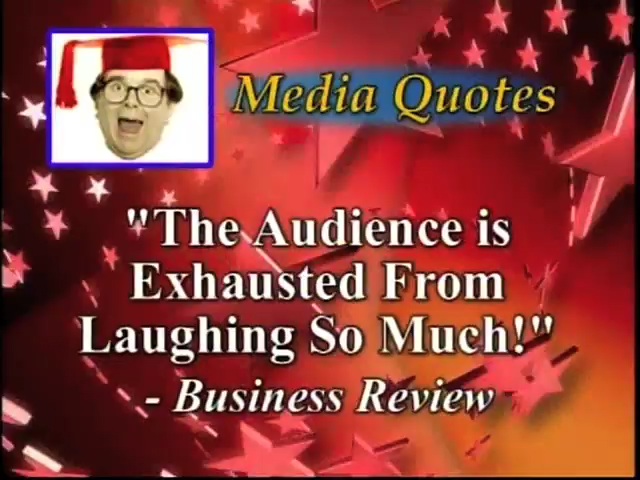 Media Quotes
"The Audience is
Exhausted From
Laughing So Much!"
- Business Review